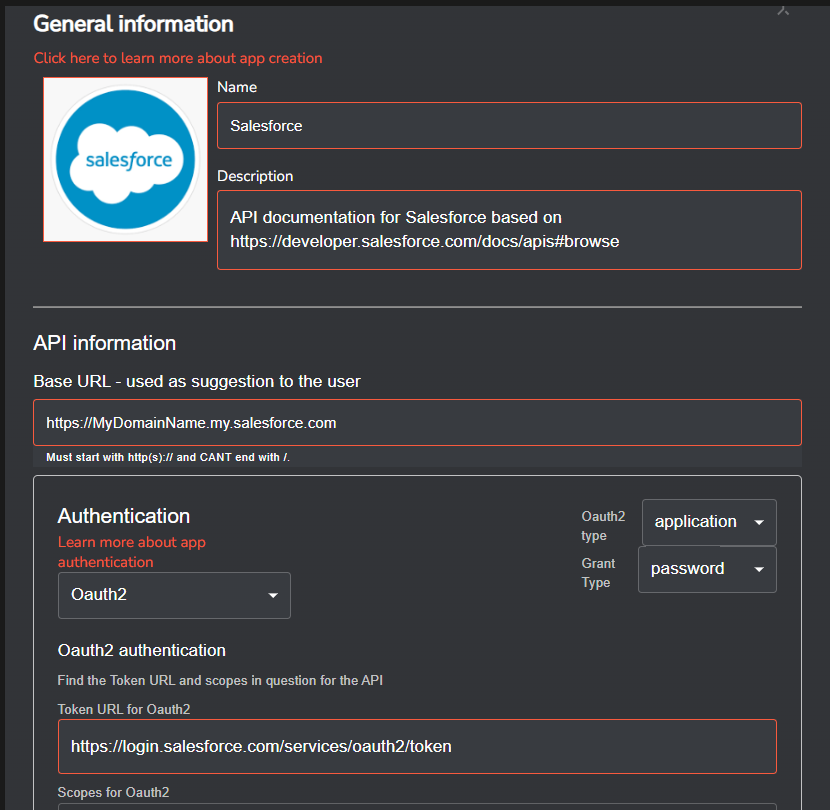 General information
Click here to learn more about app creation
salesforce
Name
Salesforce
Description
API documentation for Salesforce based on
https://developer.salesforce.com/docs/apis#browse
API information
Base URL - used as suggestion to the user
https://MyDomainName.my.salesforce.com
Must start with http(s):// and CANT end with /.
Authentication
Learn more about app
authentication
Oauth2
Oauth2
type
application
Grant
Type
password
Oauth2 authentication
Find the Token URL and scopes in question for the API
Token URL for Oauth2
https://login.salesforce.com/services/oauth2/token
Scopes for Oauth2